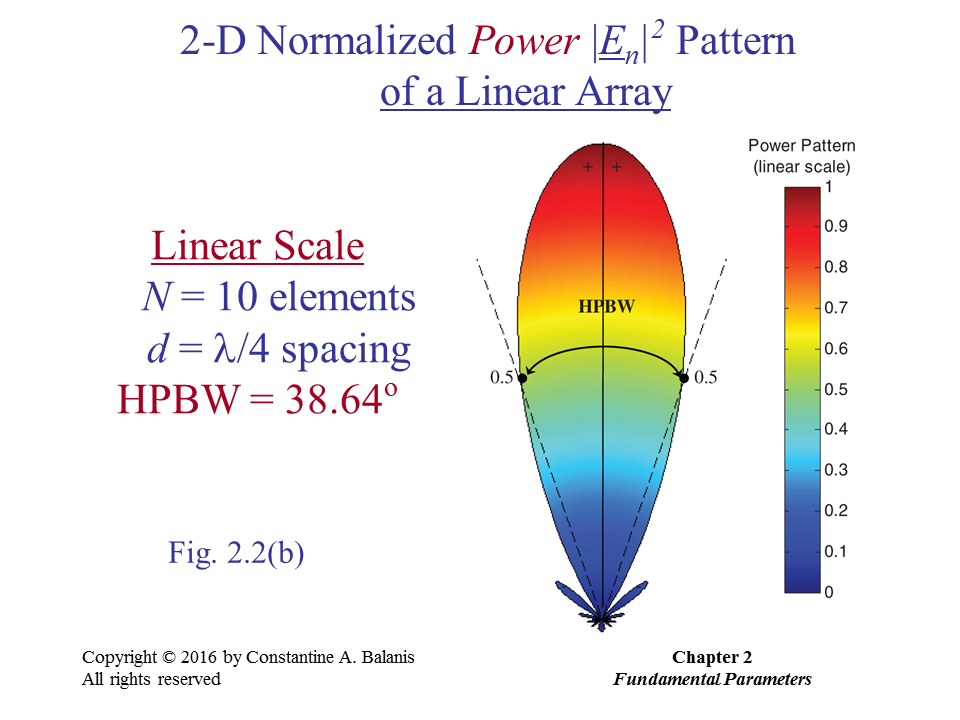 2-D Normalized Power |Eₙ|² Pattern
of a Linear Array
Linear Scale
N = 10 elements
d = λ/4 spacing
HPBW = 38.64º
Fig. 2.2(b)
+ +
HPBW
0.5
0.5
Power Pattern
(linear scale)
1
0.9
0.8
0.7
0.6
0.5
0.4
0.3
0.2
0.1
0
Copyright © 2016 by Constantine A. Balanis
All rights reserved
Chapter 2
Fundamental Parameters